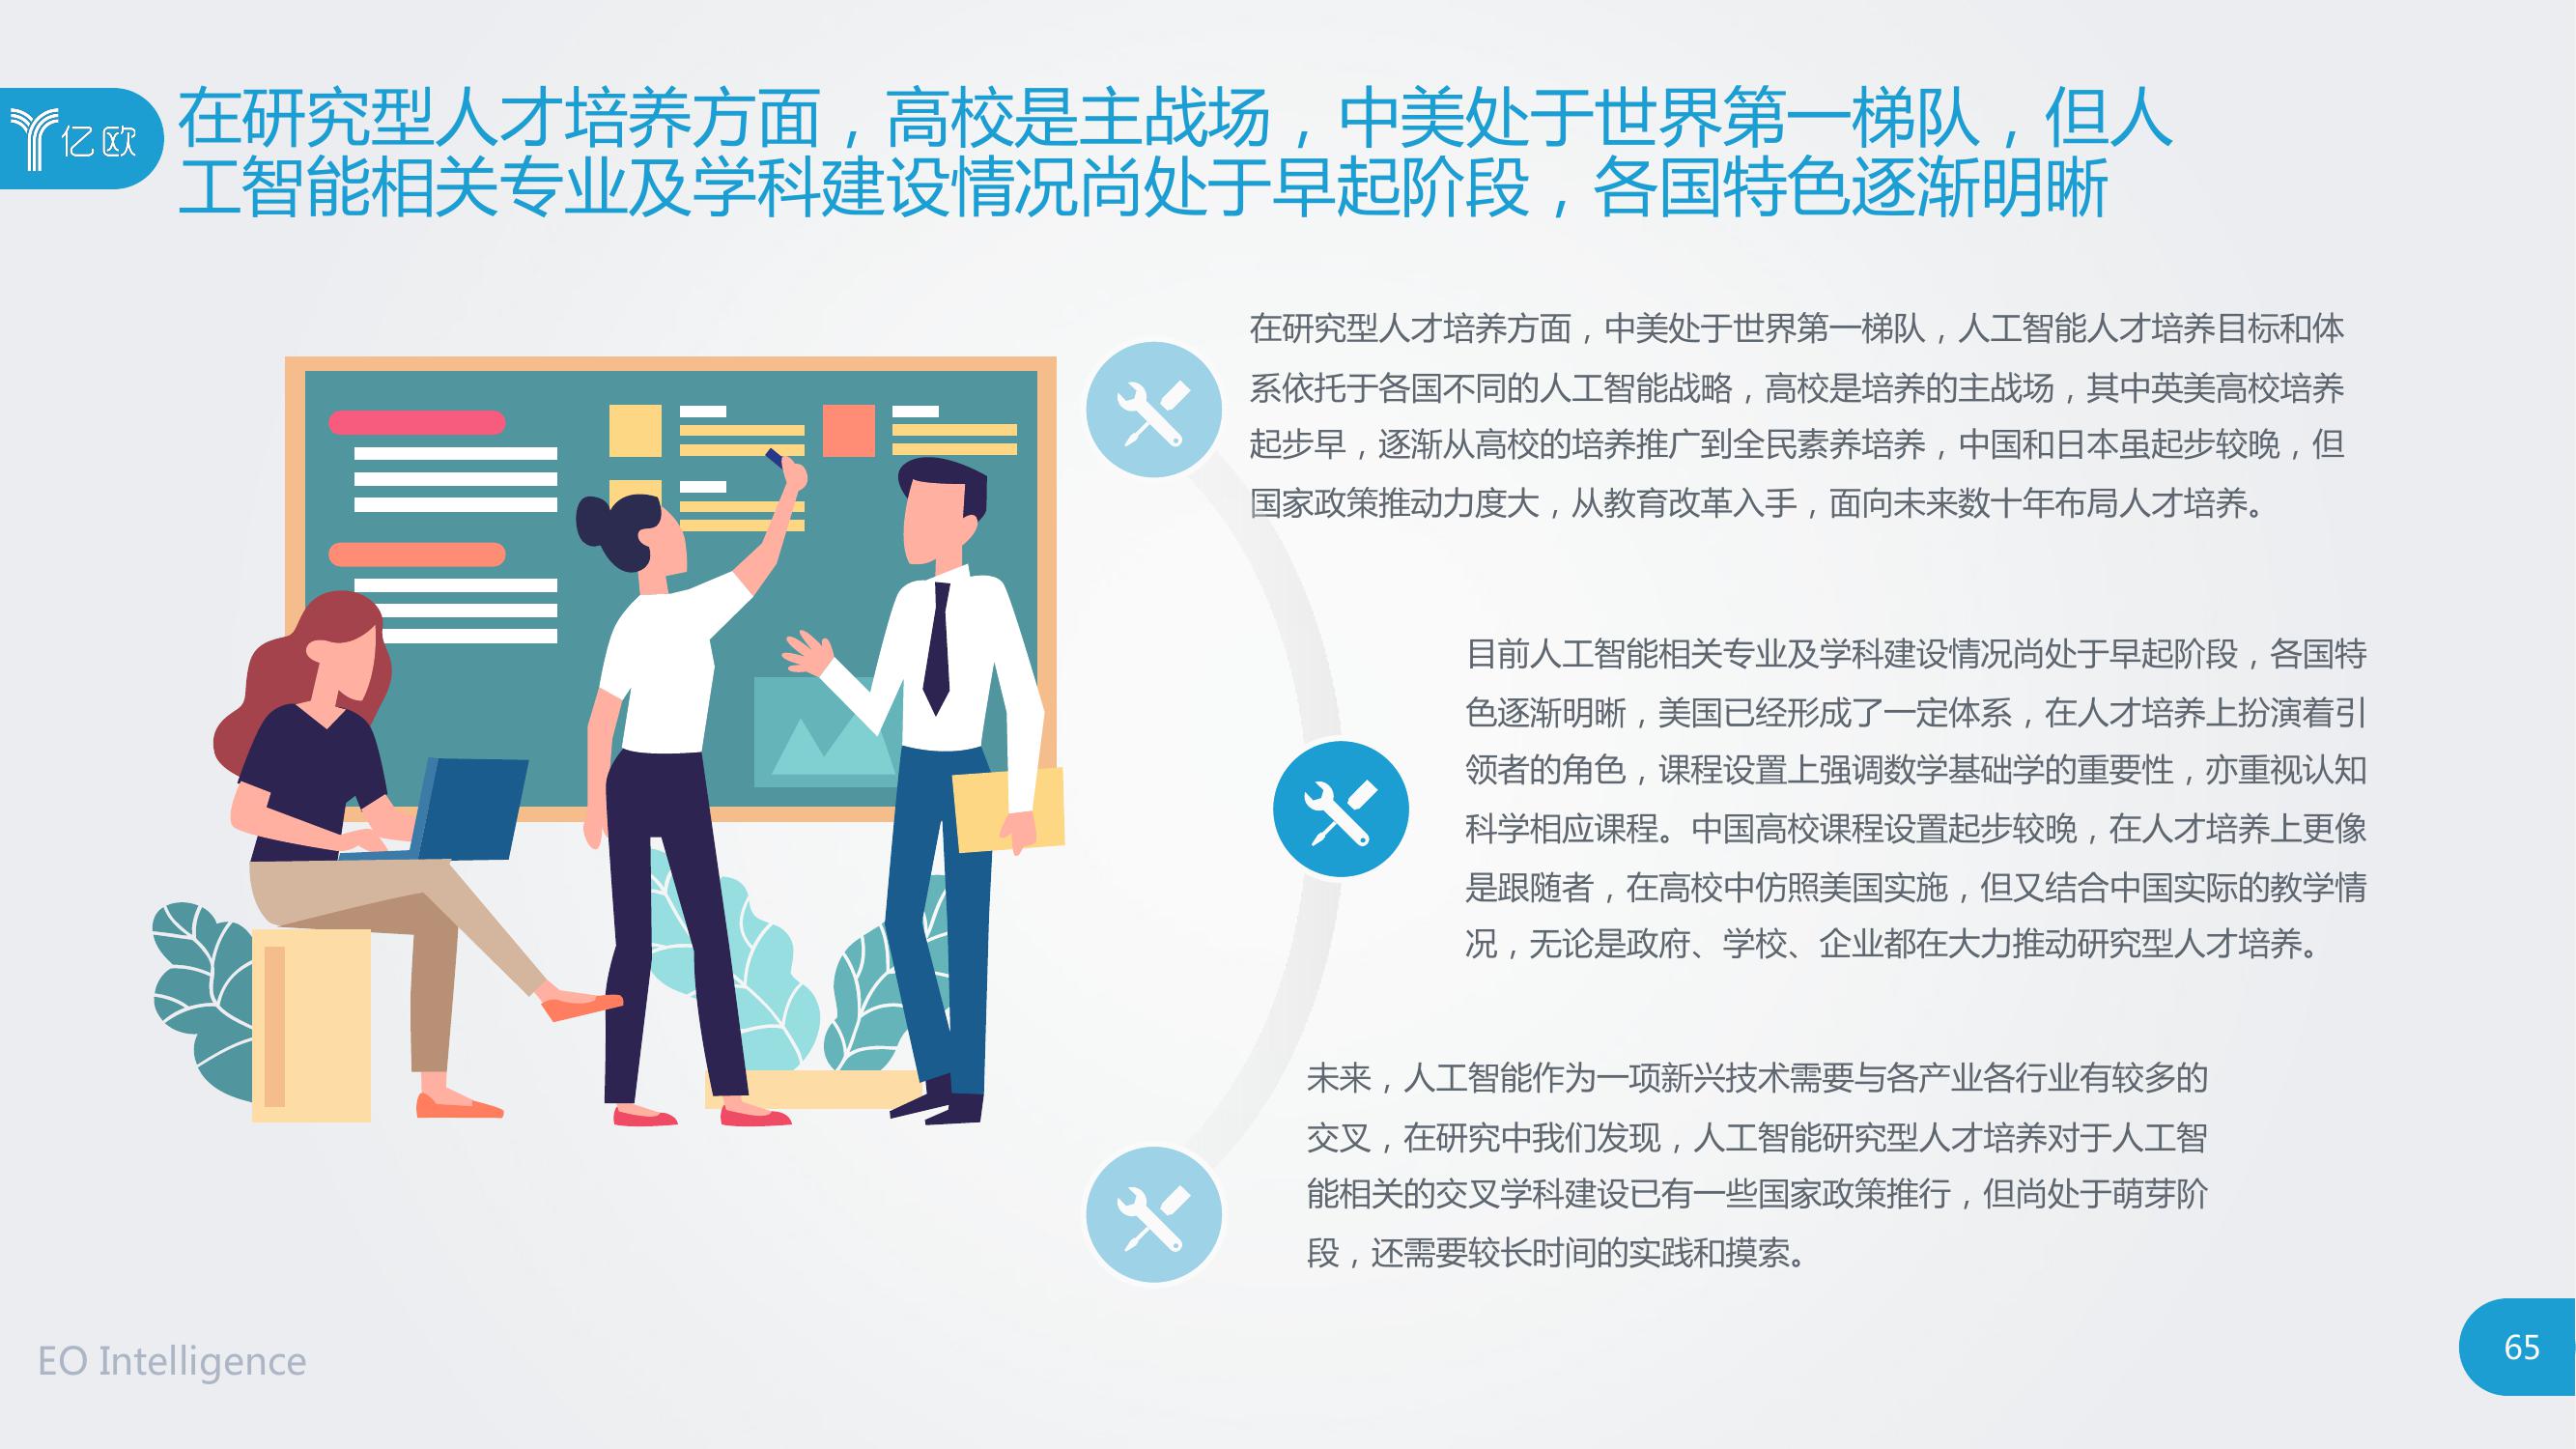 亿欧
在研究型人才培养方面，高校是主战场，中美处于世界第一梯队，但人
工智能相关专业及学科建设情况尚处于早起阶段，各国特色逐渐明晰
在研究型人才培养方面，中美处于世界第一梯队，人工智能人才培养目标和体
系依托于各国不同的人工智能战略，高校是培养的主战场，其中英美高校培养
起步早，逐渐从高校的培养推广到全民素养培养，中国和日本虽起步较晚，但
国家政策推动力度大，从教育改革入手，面向未来数十年布局人才培养。
目前人工智能相关专业及学科建设情况尚处于早起阶段，各国特
色逐渐明晰，美国已经形成了一定体系，在人才培养上扮演着引
领者的角色，课程设置上强调数学基础学的重要性，亦重视认知
科学相应课程。中国高校课程设置起步较晚，在人才培养上更像
是跟随者，在高校中仿照美国实施，但又结合中国实际的教学情
况，无论是政府、学校、企业都在大力推动研究型人才培养。
未来，人工智能作为一项新兴技术需要与各产业各行业有较多的
交叉，在研究中我们发现，人工智能研究型人才培养对于人工智
能相关的交叉学科建设已有一些国家政策推行，但尚处于萌芽阶
段，还需要较长时间的实践和摸索。
EO Intelligence
65